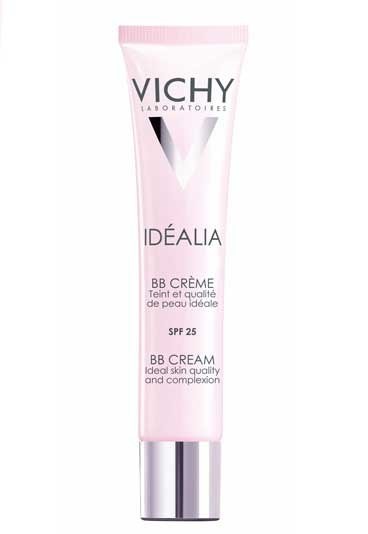 VICHY
LABORATOIRES
IDÉALIA
BB CRÈME
Teint et qualité
de peau idéale
SPF 25
BB CREAM
Ideal skin quality
and complexion